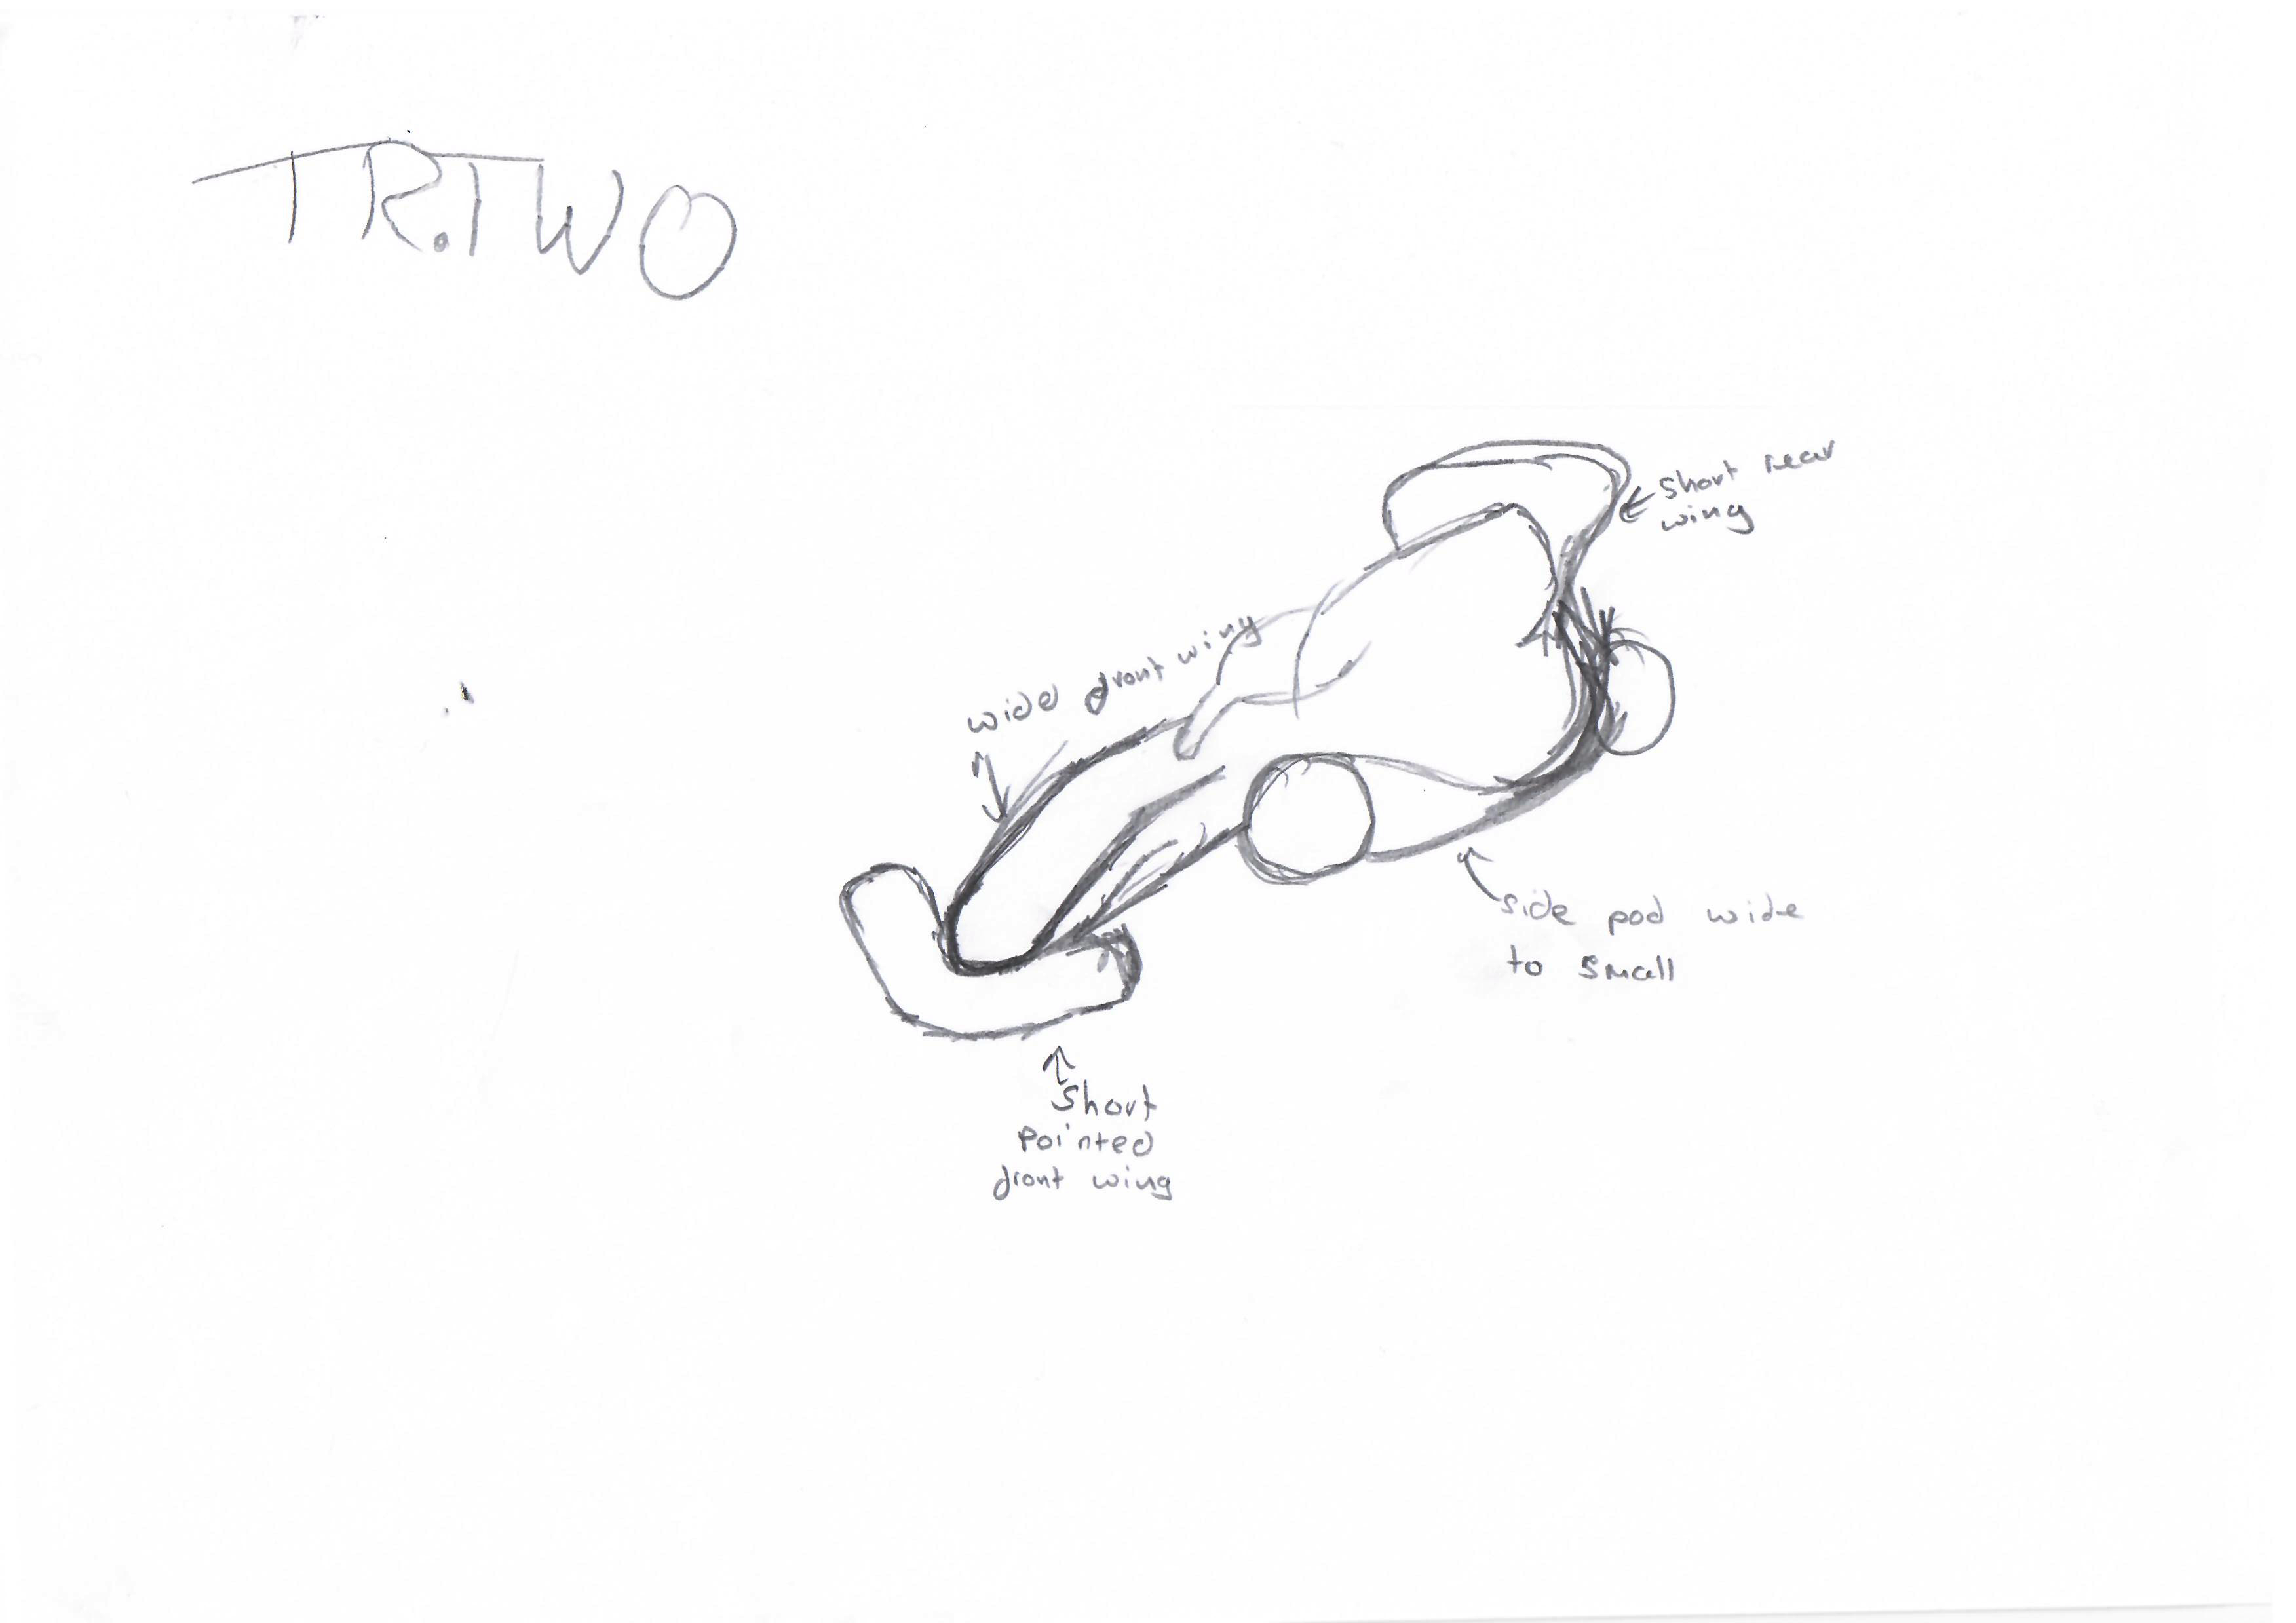 TR.TWO
short rear
wing
wide front wing
side pod wide
to small
short
pointed
front wing